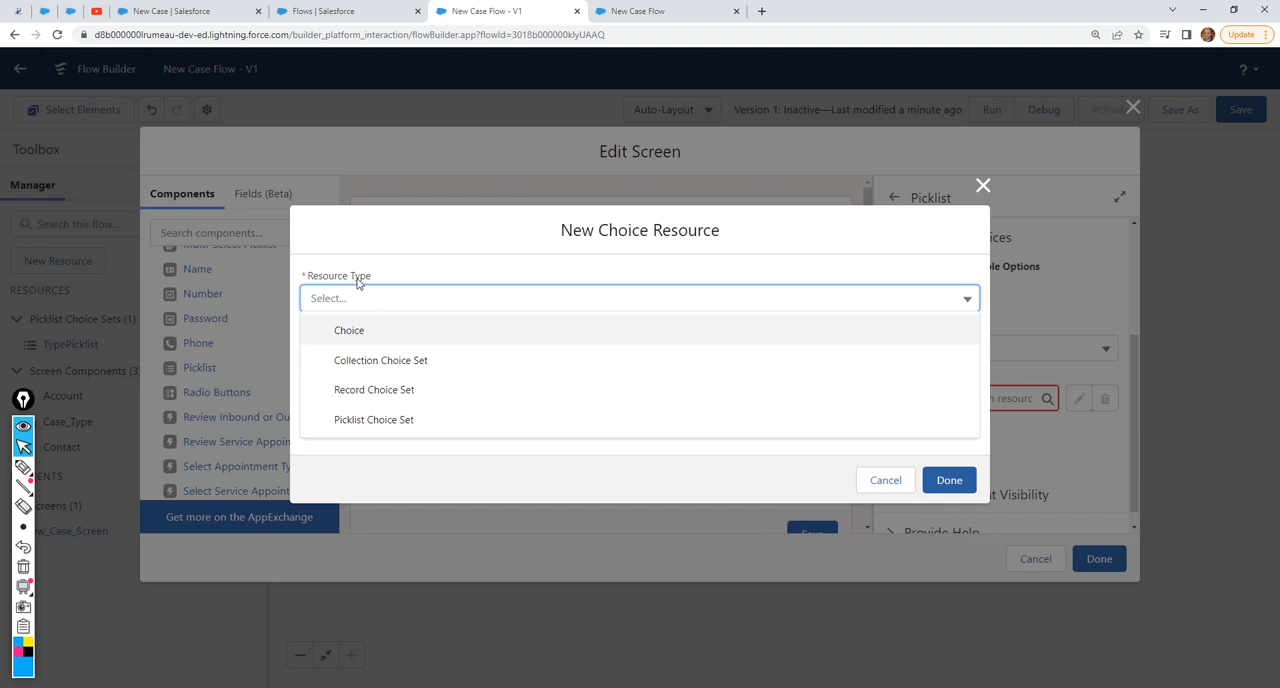 New Case | Salesforce
Flows | Salesforce
New Case Flow - V1
New Case Flow
d8b000000lrumeau-dev-ed.lightning.force.com/builder_platform_interaction/flowBuilder.app?flowId=3018b000000klyUAAQ
Update
Flow Builder
New Case Flow - V1
?
Select Elements
Auto-Layout
Version 1: Inactive—Last modified a minute ago
Run
Debug
Save As
Save
Toolbox
Edit Screen
Manager
Components
Fields (Beta)
Picklist
Search this flow...
Search components...
New Choice Resource
New Resource
Name
* Resource Type
RESOURCES
Number
Select...
Picklist Choice Sets (1)
Password
Choice
TypePicklist
Phone
Collection Choice Set
Screen Components (3)
Picklist
Record Choice Set
Account
Radio Buttons
Case_Type
Review Inbound or Ou
Picklist Choice Set
Contact
Review Service Appoin
Select Appointment Ty
Select Service Appoint
Cancel
Done
t Visibility
Get more on the AppExchange
Provide Help
Cancel
Done